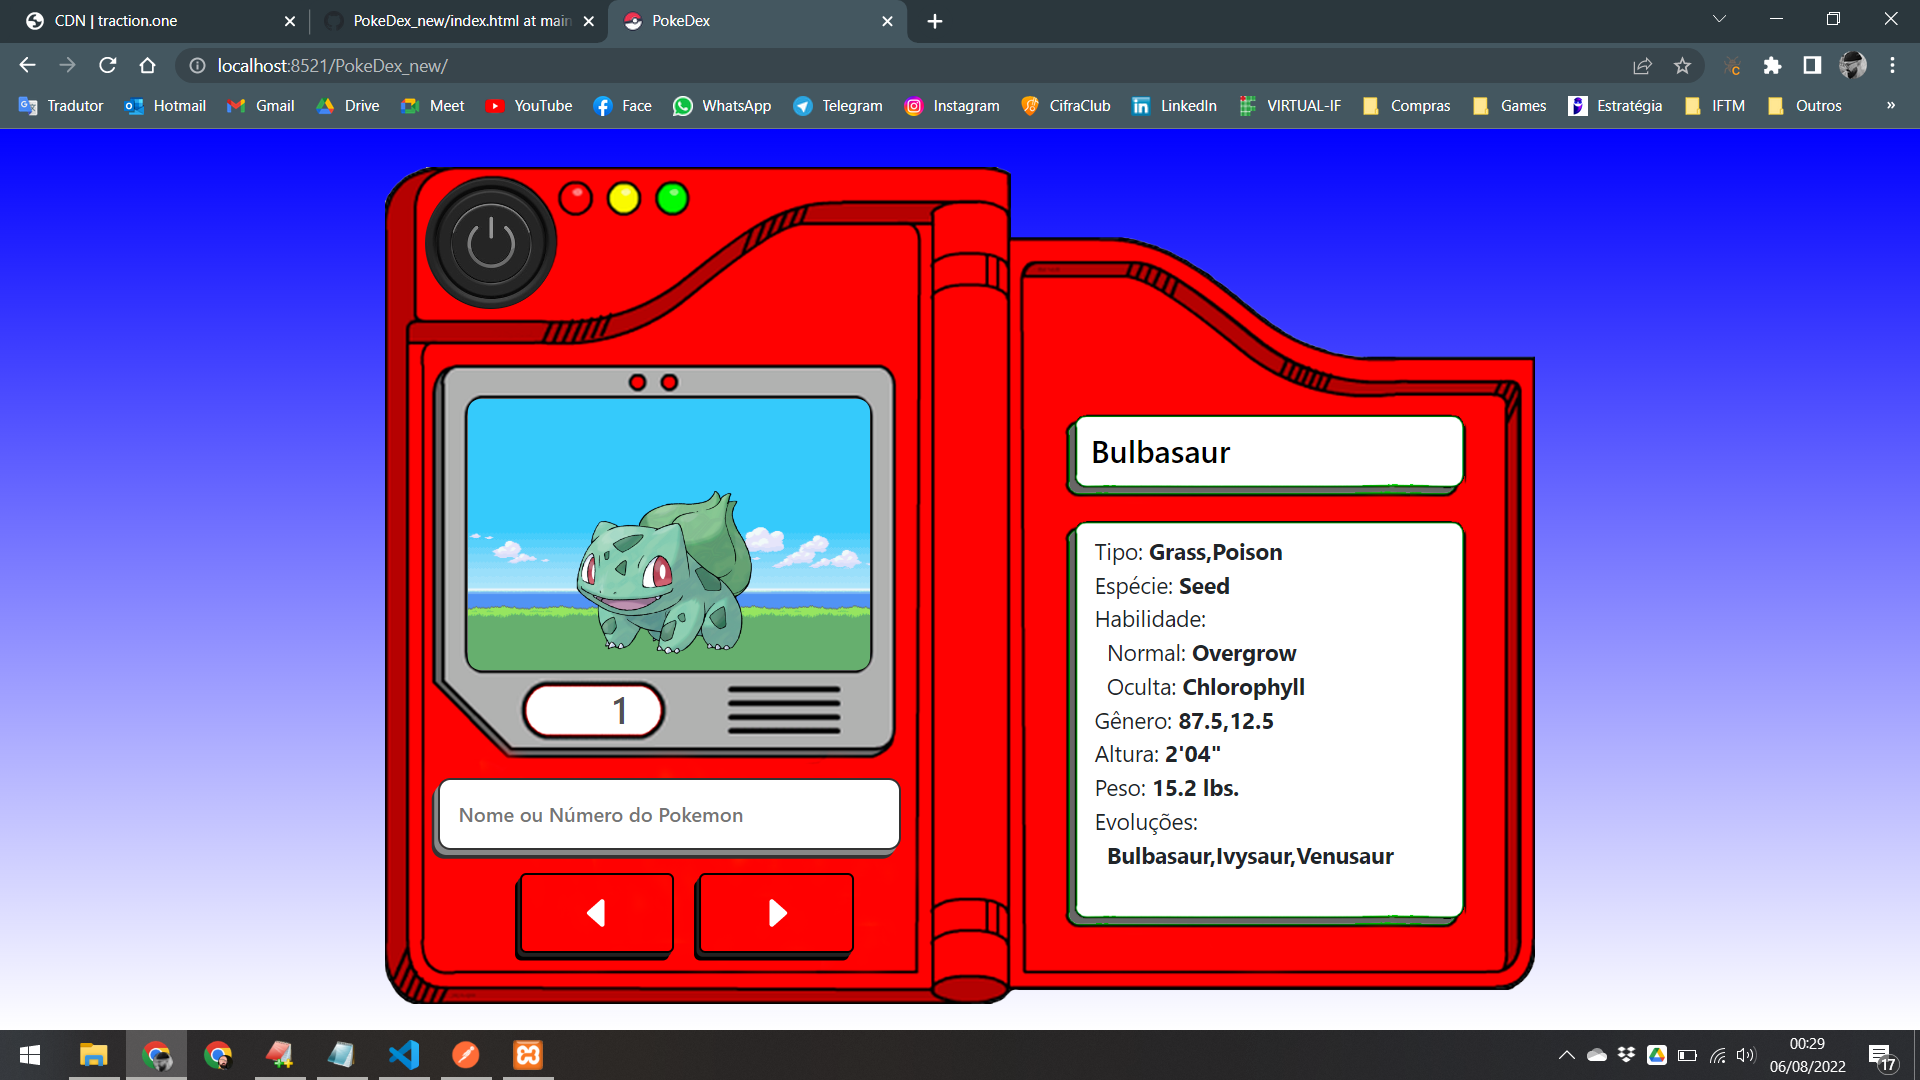 CDN | traction.one
PokeDex_new/index.html at main
PokeDex
localhost:8521/PokeDex_new/
Tradutor
Hotmail
Gmail
Drive
Meet
YouTube
Face
WhatsApp
Telegram
Instagram
CifraClub
LinkedIn
VIRTUAL-IF
Compras
Games
Estratégia
IFTM
Outros
»
Bulbasaur
Tipo: Grass,Poison
Espécie: Seed
Habilidade:
Normal: Overgrow
Oculta: Chlorophyll
Gênero: 87.5,12.5
Altura: 2'04"
Peso: 15.2 lbs.
Evoluções:
Bulbasaur,Ivysaur,Venusaur
1
Nome ou Número do Pokemon
00:29
06/08/2022
17